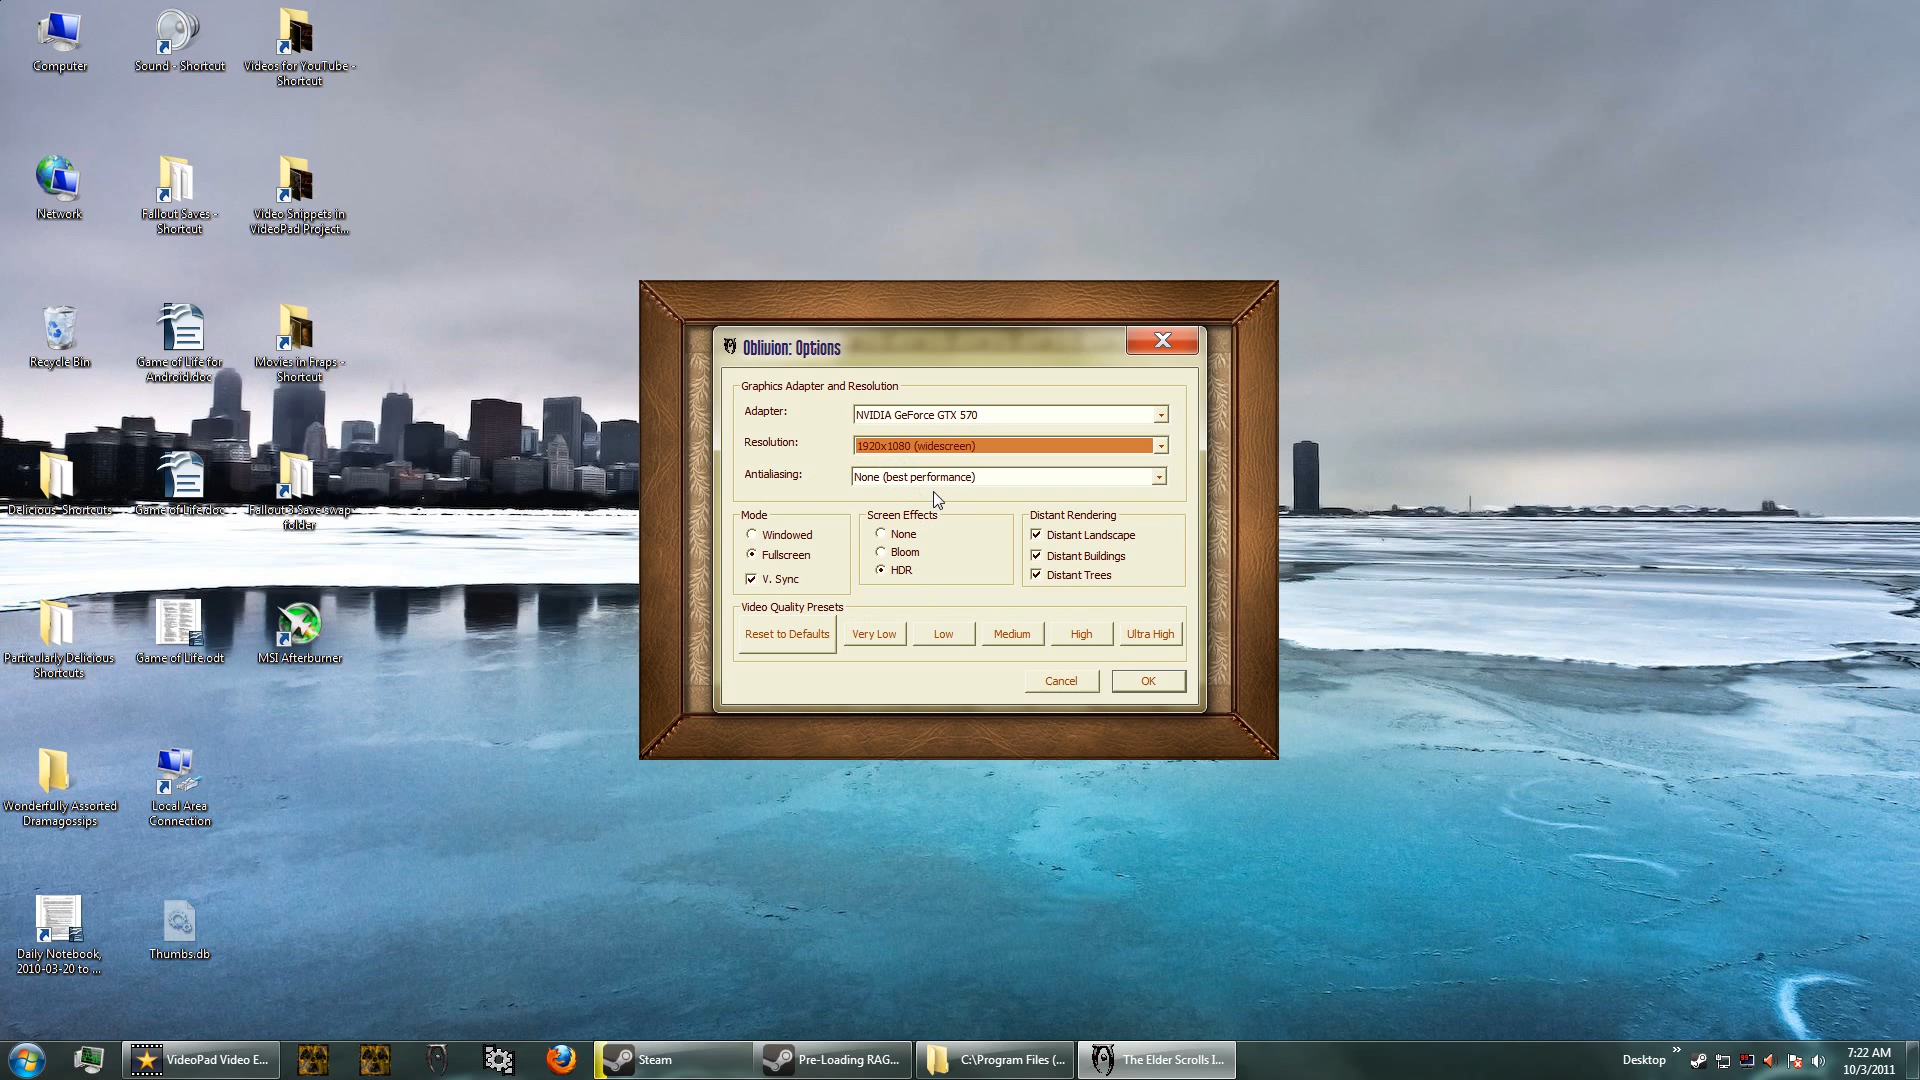 Computer
Sound - Shortcut
Videos for YouTube -
Shortcut
Network
Fallout Saves -
Shortcut
Video Snippets in
VideoPad Project...
Recycle Bin
Game of Life for
Android.doc
Movies in Fraps -
Shortcut
Delicious Shortcuts
Game of Life.doc
Fallout 3 Save swap
folder
Particularly Delicious
Shortcuts
Game of Life.odt
MSI Afterburner
Wonderfully Assorted
Dramagossips
Local Area
Connection
Daily Notebook,
2010-03-20 to ...
Thumbs.db
Oblivion: Options
Graphics Adapter and Resolution
Adapter:
NVIDIA GeForce GTX 570
Resolution:
1920x1080 (widescreen)
Antialiasing:
None (best performance)
Mode
Windowed
Fullscreen
V. Sync
Screen Effects
None
Bloom
HDR
Distant Rendering
Distant Landscape
Distant Buildings
Distant Trees
Video Quality Presets
Reset to Defaults
Very Low
Low
Medium
High
Ultra High
Cancel
OK
VideoPad Video E...
Steam
Pre-Loading RAG...
C:\Program Files (...
The Elder Scrolls I...
Desktop
7:22 AM
10/3/2011